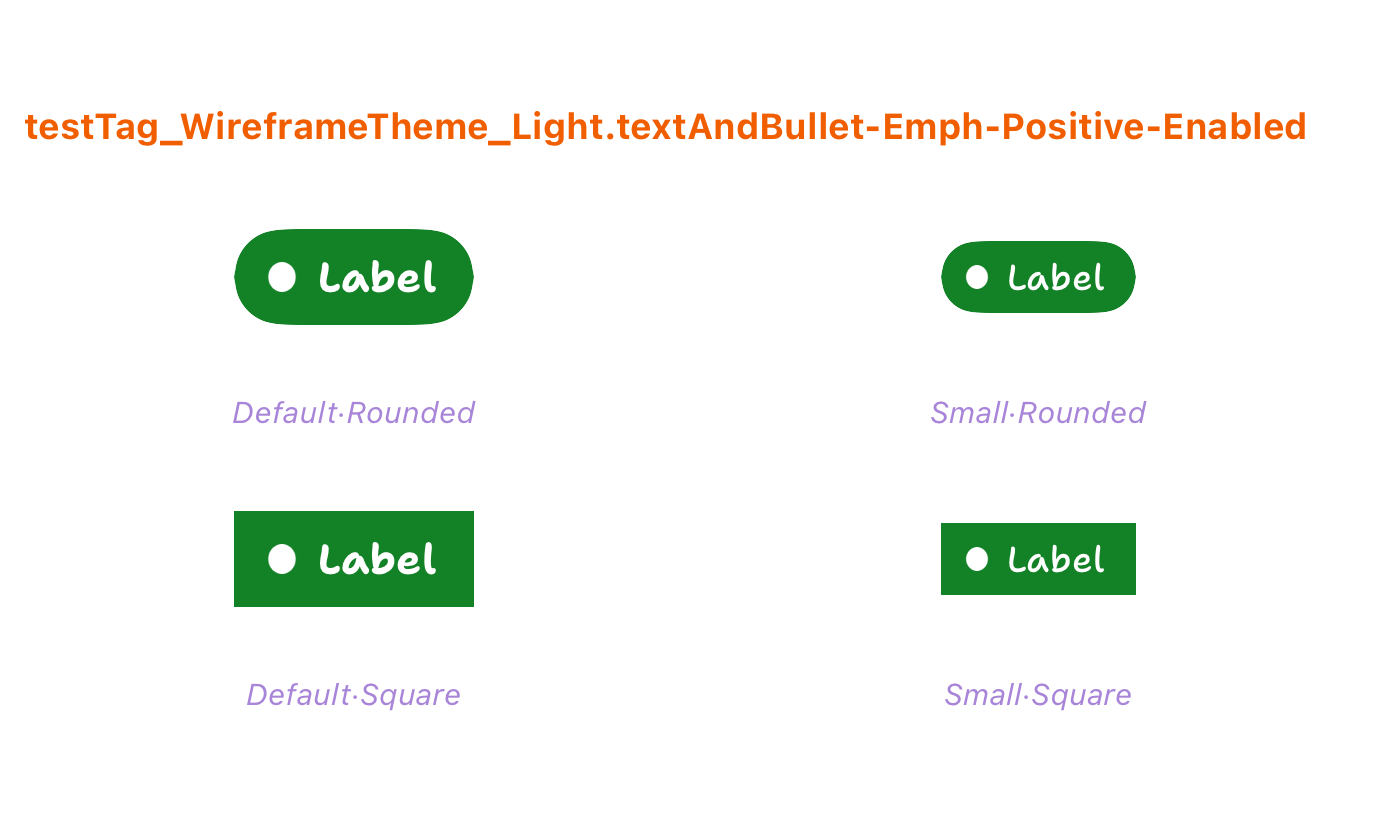 testTag_WireframeTheme_Light.textAndBullet-Emph-Positive-Enabled
Label
Label
Default·Rounded
Small·Rounded
Label
Label
Default·Square
Small·Square